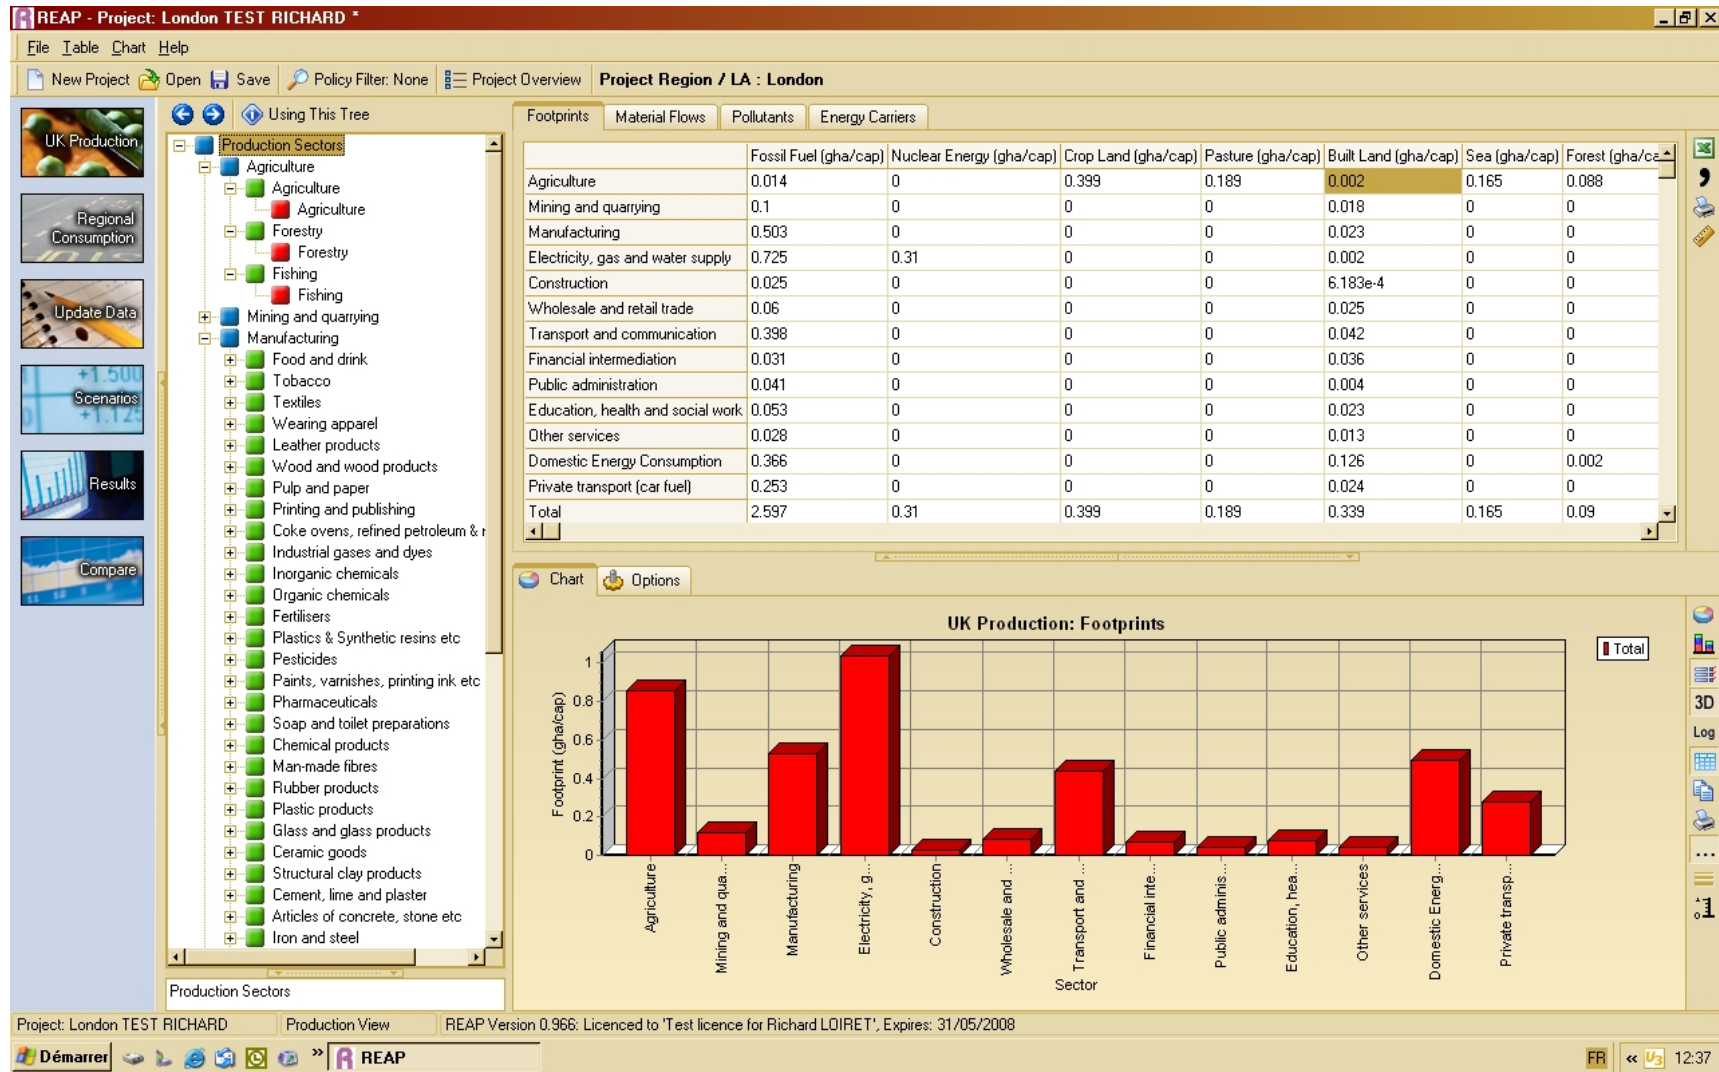 REAP - Project: London TEST RICHARD *
File Table Chart Help
New Project Open Save Policy Filter: None Project Overview Project Region / LA : London
UK Production
Regional Consumption
Update Data
+1.500
Scenarios
+1.125
Results
Compare
Using This Tree
Production Sectors
Agriculture
Agriculture
Agriculture
Forestry
Forestry
Fishing
Fishing
Mining and quarrying
Manufacturing
Food and drink
Tobacco
Textiles
Wearing apparel
Leather products
Wood and wood products
Pulp and paper
Printing and publishing
Coke ovens, refined petroleum &
Industrial gases and dyes
Inorganic chemicals
Organic chemicals
Fertilisers
Plastics & Synthetic resins etc
Pesticides
Paints, varnishes, printing ink etc
Pharmaceuticals
Soap and toilet preparations
Chemical products
Man-made fibres
Rubber products
Plastic products
Glass and glass products
Ceramic goods
Structural clay products
Cement, lime and plaster
Articles of concrete, stone etc
Iron and steel
Production Sectors
Footprints Material Flows Pollutants Energy Carriers
Fossil Fuel (gha/cap) Nuclear Energy (gha/cap) Crop Land (gha/cap) Pasture (gha/cap) Built Land (gha/cap) Sea (gha/cap) Forest (gha/ca
Agriculture 0.014 0 0.399 0.189 0.002 0.165 0.088
Mining and quarrying 0.1 0 0 0 0.018 0 0
Manufacturing 0.503 0 0 0 0.023 0 0
Electricity, gas and water supply 0.725 0.31 0 0 0.002 0 0
Construction 0.025 0 0 0 6.183e-4 0 0
Wholesale and retail trade 0.06 0 0 0 0.025 0 0
Transport and communication 0.398 0 0 0 0.042 0 0
Financial intermediation 0.031 0 0 0 0.036 0 0
Public administration 0.041 0 0 0 0.004 0 0
Education, health and social work 0.053 0 0 0 0.023 0 0
Other services 0.028 0 0 0 0.013 0 0
Domestic Energy Consumption 0.366 0 0 0 0.126 0 0.002
Private transport (car fuel) 0.253 0 0 0 0.024 0 0
Total 2.597 0.31 0.399 0.189 0.339 0.165 0.09
Chart Options
UK Production: Footprints
Total
Footprint (gha/cap)
1
0.8
0.6
0.4
0.2
0
Agriculture
Mining and qua...
Manufacturing
Electricity, g...
Construction
Wholesale and ...
Transport and ...
Financial inte...
Public adminis...
Education, hea...
Other services
Domestic Energ...
Private transp...
Sector
3D
Log
Project: London TEST RICHARD Production View REAP Version 0.966: Licenced to 'Test licence for Richard LOIRET', Expires: 31/05/2008
Démarrer » REAP FR « U3 12:37